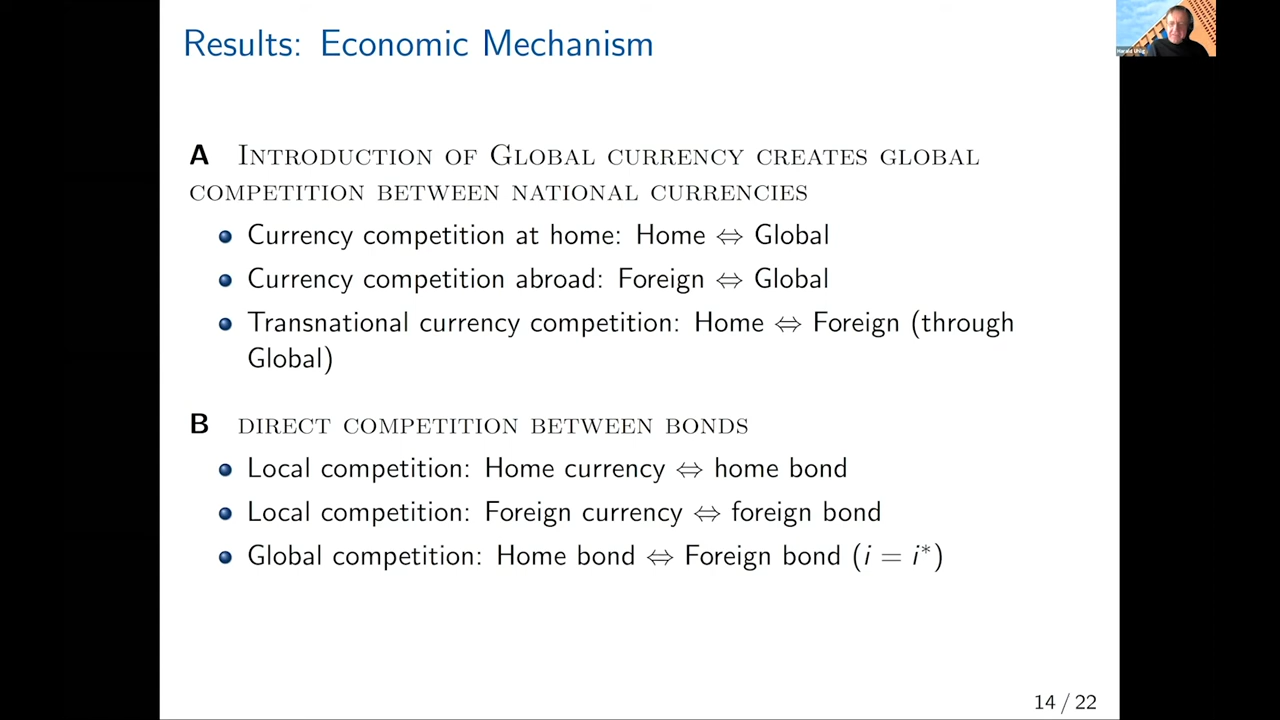 Results: Economic Mechanism
Harald Uhlig
A INTRODUCTION OF GLOBAL CURRENCY CREATES GLOBAL
COMPETITION BETWEEN NATIONAL CURRENCIES
Currency competition at home: Home ⇔ Global
Currency competition abroad: Foreign ⇔ Global
Transnational currency competition: Home ⇔ Foreign (through
Global)
B DIRECT COMPETITION BETWEEN BONDS
Local competition: Home currency ⇔ home bond
Local competition: Foreign currency ⇔ foreign bond
Global competition: Home bond ⇔ Foreign bond (i = i*)
14 / 22